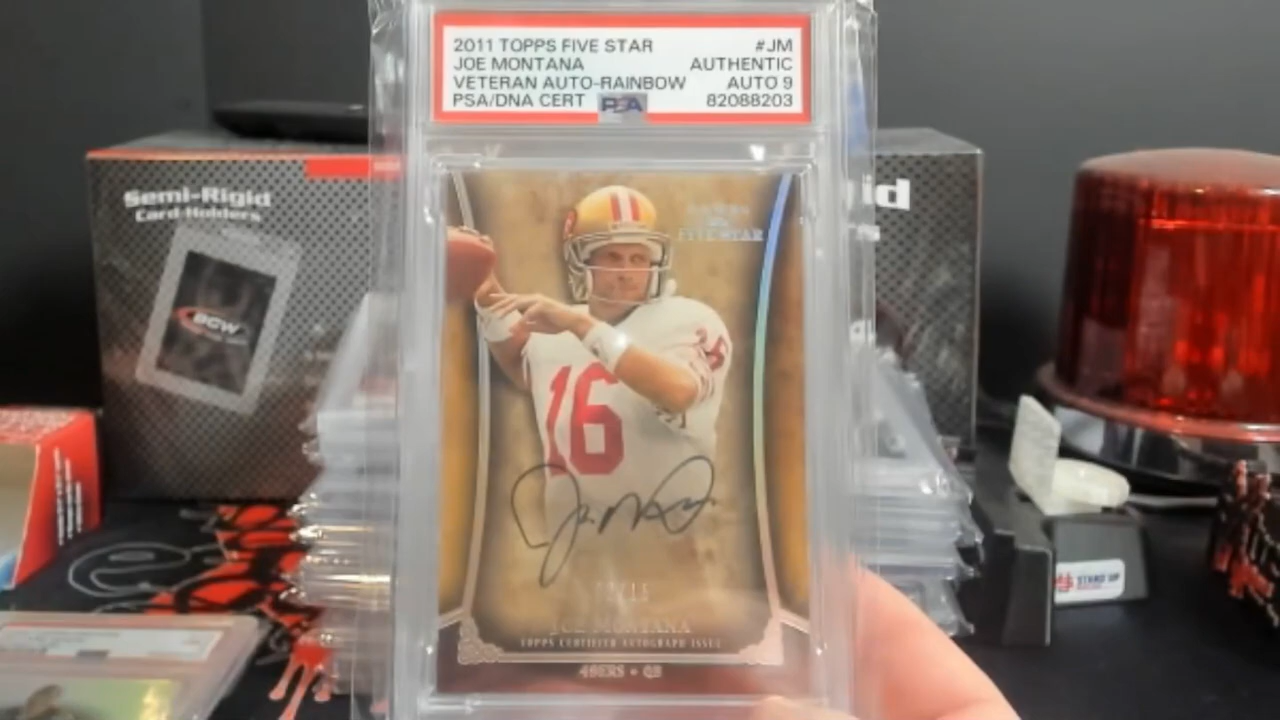 2011 TOPPS FIVE STAR #JM
JOE MONTANA AUTHENTIC
VETERAN AUTO-RAINBOW AUTO 9
PSA/DNA CERT PSA 82088203
Semi-Rigid
Card Holders
BCW
FIVE STAR
16
16
JOE MONTANA
TOPPS CERTIFIED AUTOGRAPH ISSUE
49ERS • QB
STAND UP